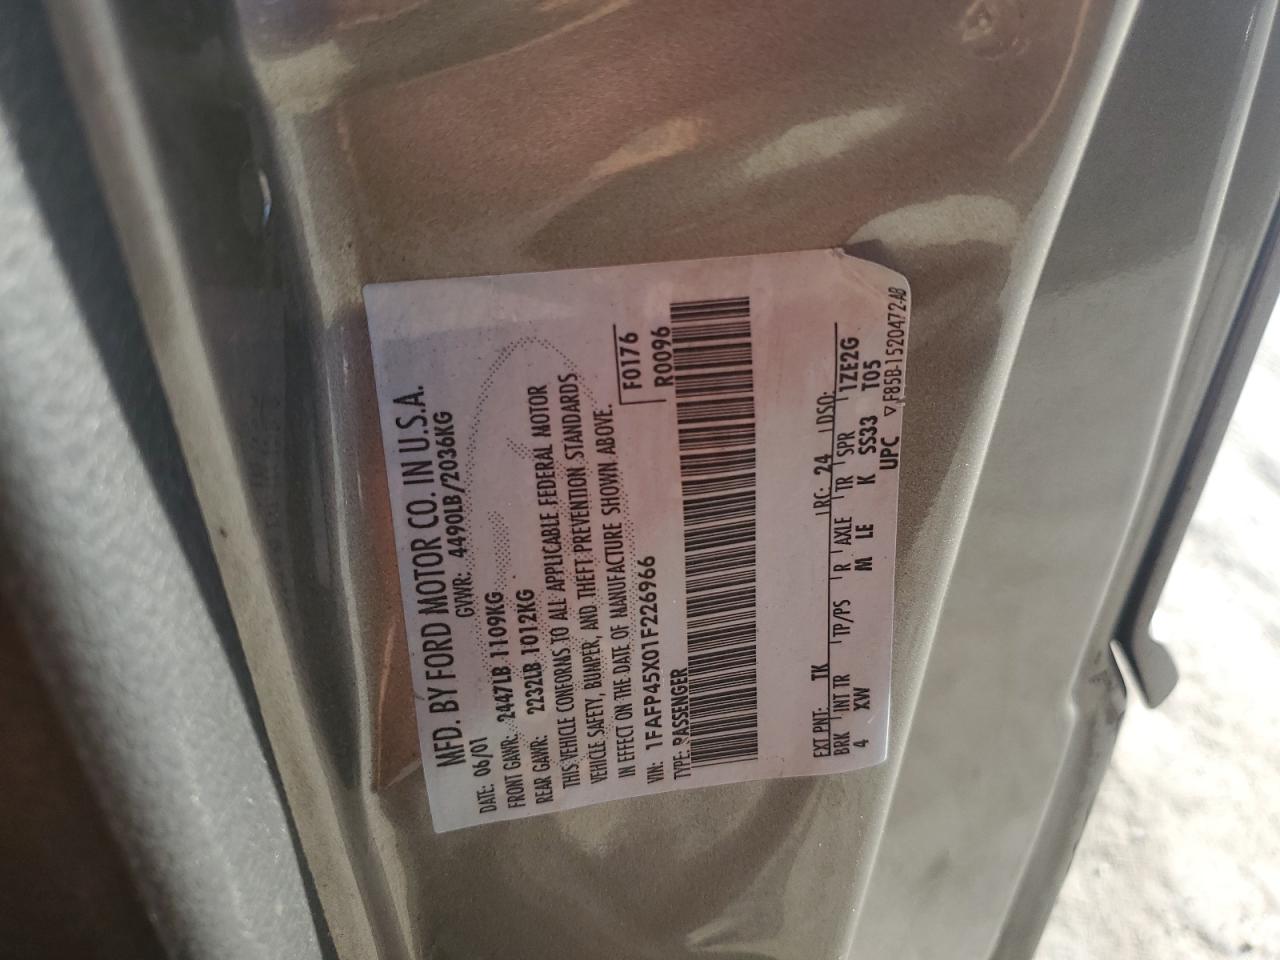 MFD. BY FORD MOTOR CO. IN U.S.A.
DATE: 06/01 GVWR: 4490LB/2036KG
FRONT GAWR: 2447LB 1109KG
REAR GAWR: 2232LB 1012KG
THIS VEHICLE CONFORMS TO ALL APPLICABLE FEDERAL MOTOR
VEHICLE SAFETY, BUMPER, AND THEFT PREVENTION STANDARDS
IN EFFECT ON THE DATE OF MANUFACTURE SHOWN ABOVE.
F0176
VIN: 1FAFP45X01F226966
R0096
TYPE: PASSENGER
EXT PNT: TK RC: 24 DSO:
BRK INT TR TP/PS R AXLE TR SPR 1ZE2G
4 XW M LE K SS33 T05
UPC ▽F85B-1520472-AB